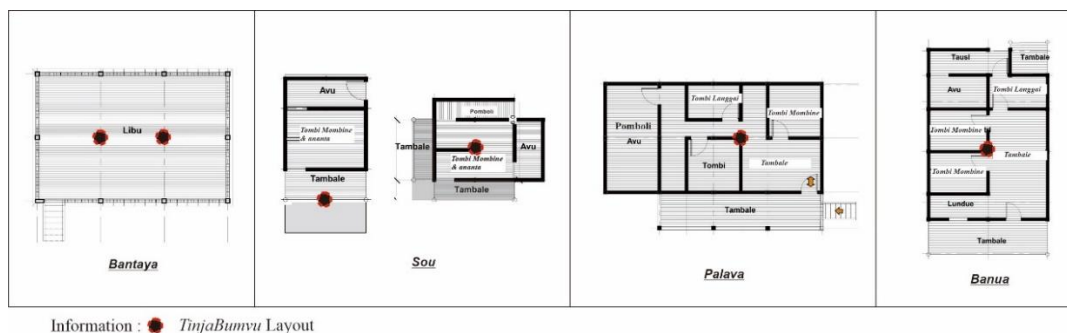 Libu
Bantaya
Avu
Tombi Mombine
& ananta
Tambale
Pomboli
Tambale
Tombi Mombine
& ananta
Avu
Tambale
Sou
Pomboli
Avu
Tombi Langgai
Tombi Mombine
Tombi
Tambale
Tambale
Palava
Tausi
Tambale
Avu
Tombi Langgai
Tombi Mombine
Tambale
Tombi Mombine
Lundue
Tambale
Banua
Information : TinjaBumvu Layout